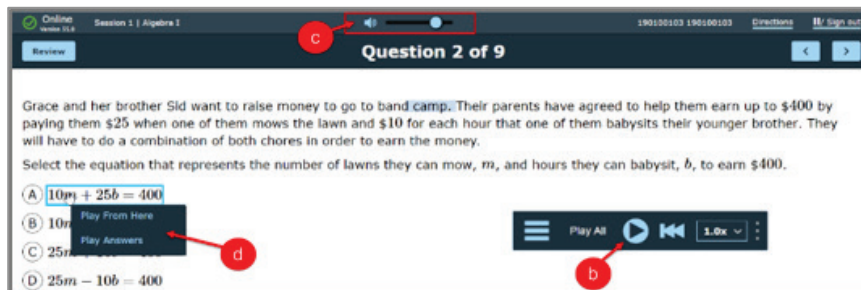 Online Session 1 | Algebra I 190100103 190100103 Directions Sign out
c
Review Question 2 of 9
Grace and her brother Sid want to raise money to go to band camp. Their parents have agreed to help them earn up to $400 by
paying them $25 when one of them mows the lawn and $10 for each hour that one of them babysits their younger brother. They
will have to do a combination of both chores in order to earn the money.
Select the equation that represents the number of lawns they can mow, m, and hours they can babysit, b, to earn $400.
A 10m + 25b = 400
Play From Here
B 10m
Play All 1.0x
Play Answers
C 25m
d
b
D 25m − 10b = 400